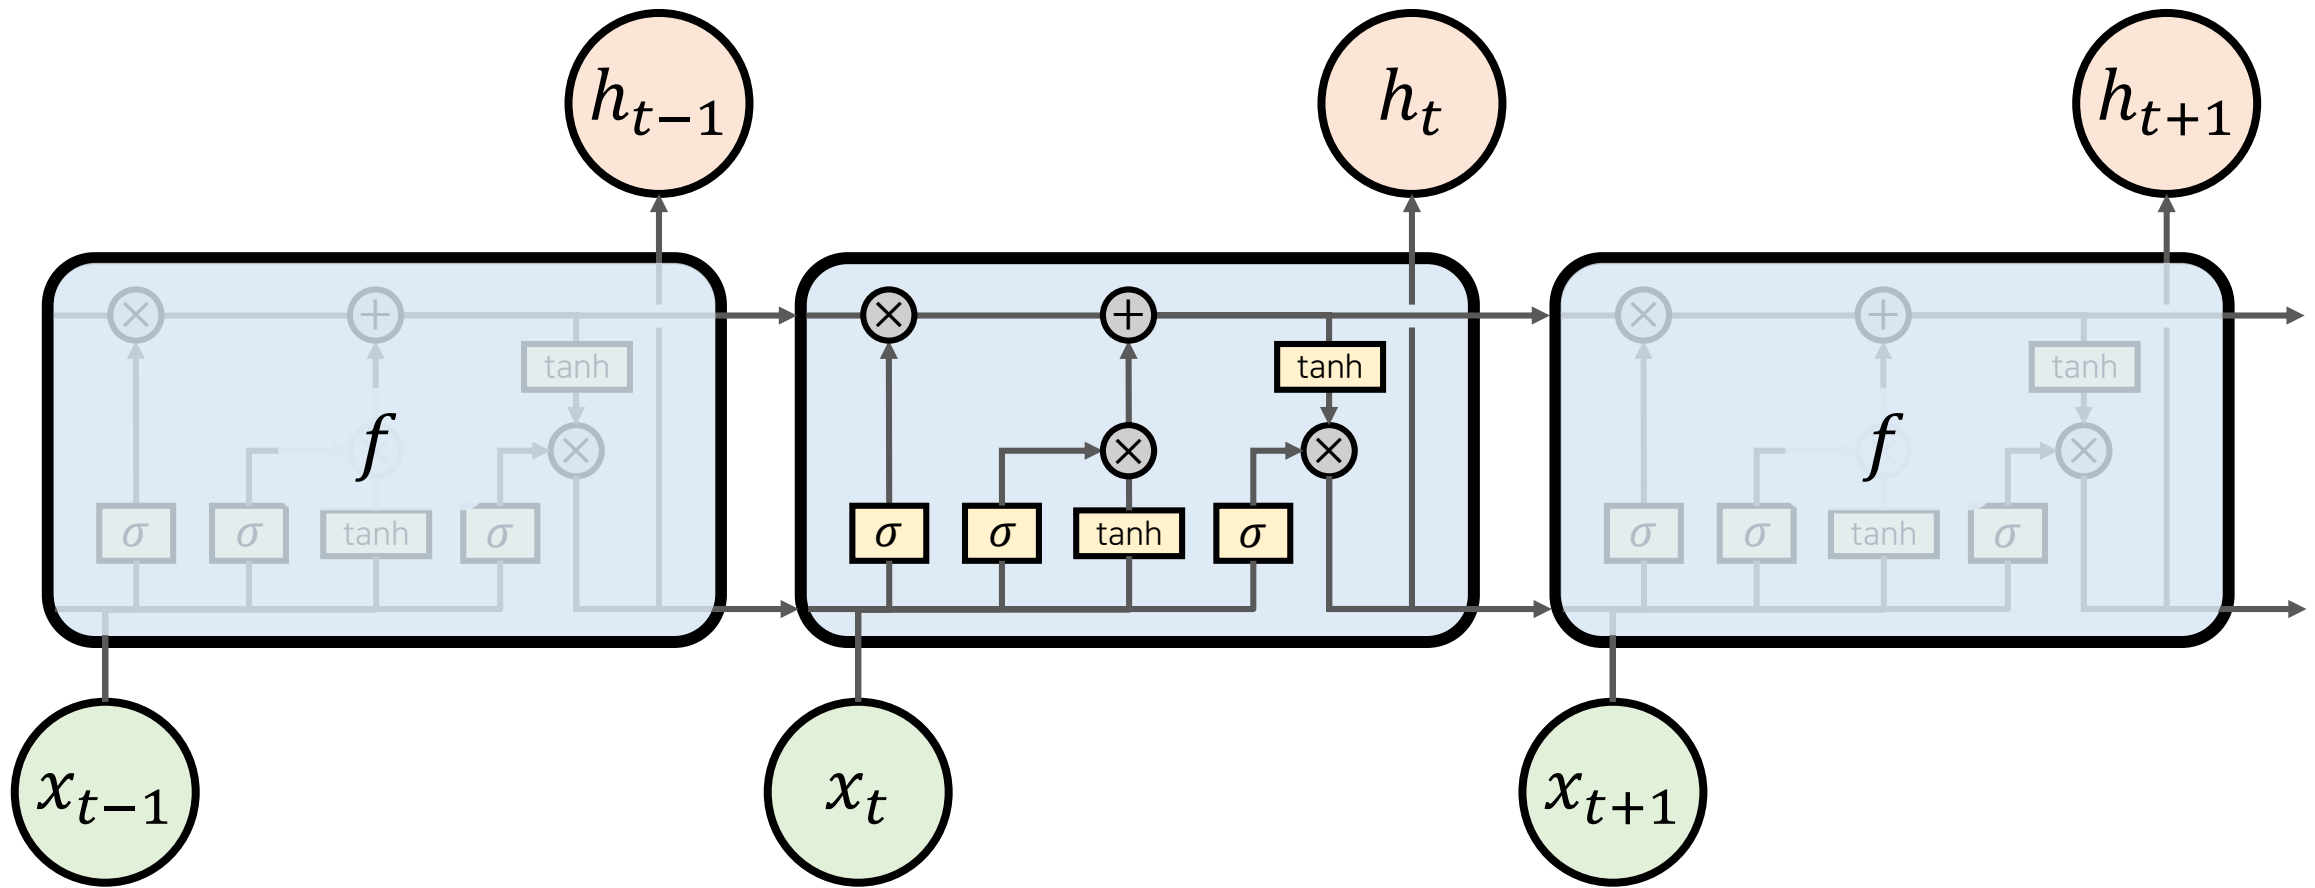 h_{t−1} h_t h_{t+1}
× + × + × +
tanh tanh tanh
f × × × f ×
σ σ tanh σ σ σ tanh σ σ σ tanh σ
x_{t−1} x_t x_{t+1}